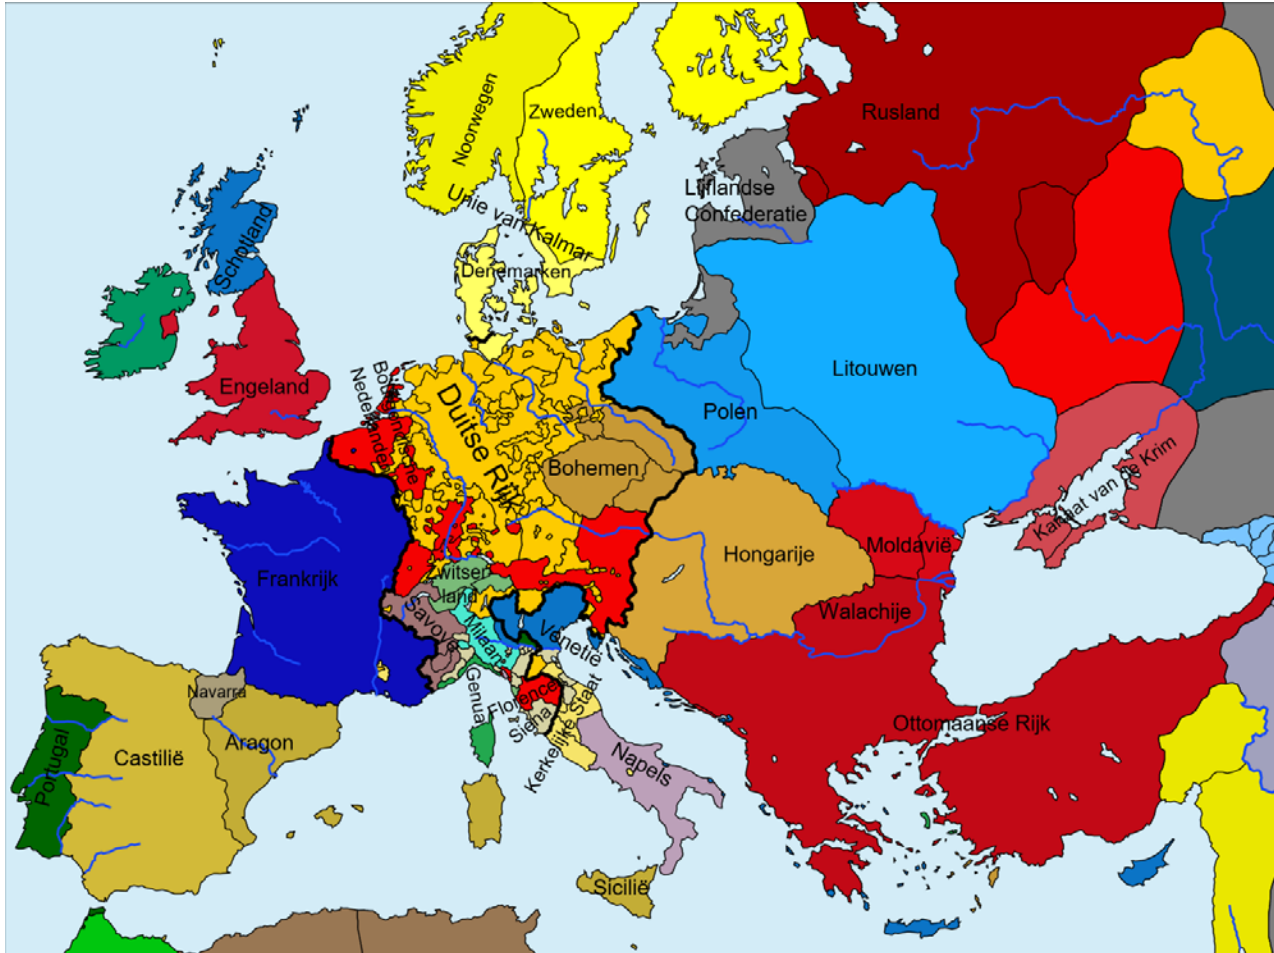 Noorwegen
Zweden
Rusland
Lijflandse
Confederatie
Unie van Kalmar
Schotland
Denemarken
Engeland
Bourgondische
Nederlanden
Duitse Rijk
Litouwen
Polen
Bohemen
Kanaat van de Krim
Frankrijk
Zwitser
land
Hongarije
Moldavië
Walachije
Savoye
Milaan
Venetië
Navarra
Genua
Florence
Siena
Kerkelijke Staat
Ottomaanse Rijk
Portugal
Castilië
Aragon
Napels
Sicilië